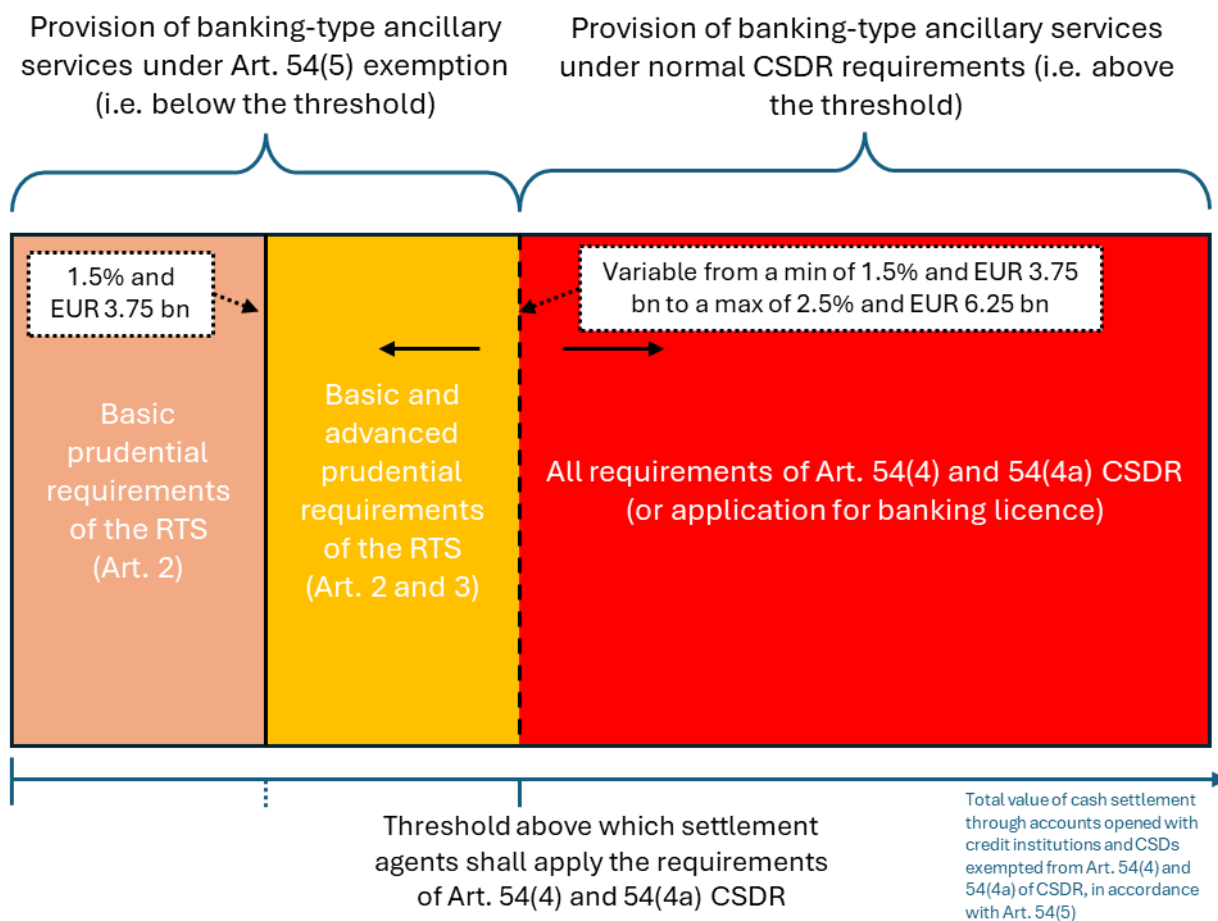 Provision of banking-type ancillary
services under Art. 54(5) exemption
(i.e. below the threshold)
Provision of banking-type ancillary services
under normal CSDR requirements (i.e. above
the threshold)
1.5% and
EUR 3.75 bn
Variable from a min of 1.5% and EUR 3.75
bn to a max of 2.5% and EUR 6.25 bn
Basic
prudential
requirements
of the RTS
(Art. 2)
Basic and
advanced
prudential
requirements
of the RTS
(Art. 2 and 3)
All requirements of Art. 54(4) and 54(4a) CSDR
(or application for banking licence)
Threshold above which settlement
agents shall apply the requirements
of Art. 54(4) and 54(4a) CSDR
Total value of cash settlement
through accounts opened with
credit institutions and CSDs
exempted from Art. 54(4) and
54(4a) of CSDR, in accordance
with Art. 54(5)